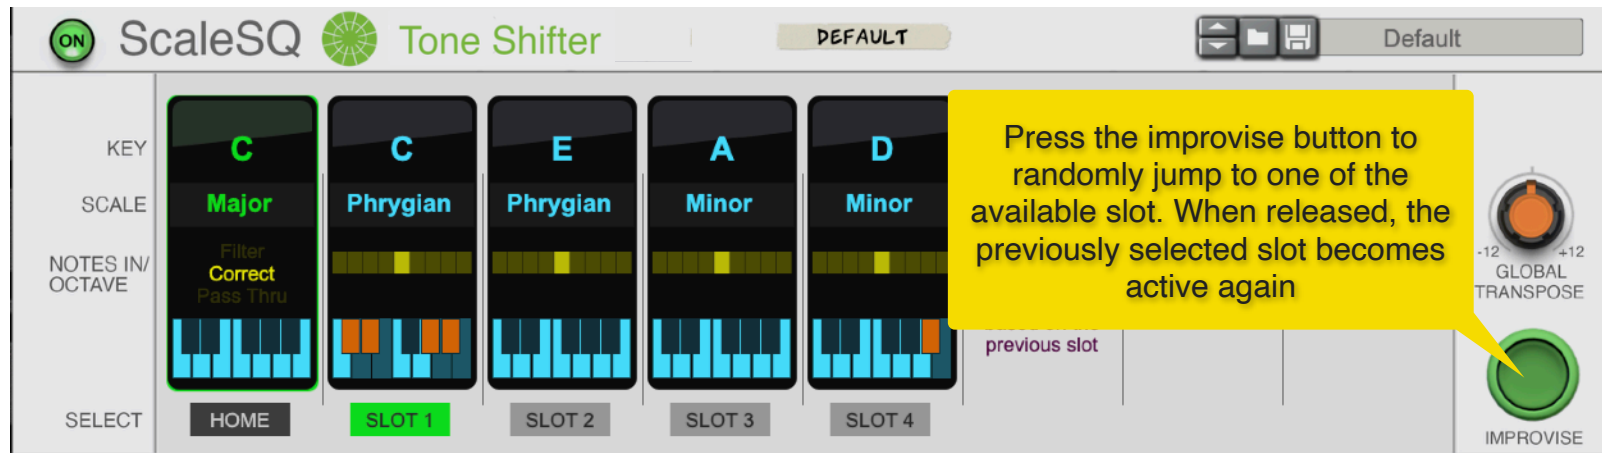 ON ScaleSQ Tone Shifter DEFAULT Default
KEY C C E A D
SCALE Major Phrygian Phrygian Minor Minor
NOTES IN/
OCTAVE
Filter
Correct
Pass Thru
Press the improvise button to
randomly jump to one of the
available slot. When released, the
previously selected slot becomes
active again
previous slot
-12 +12
GLOBAL
TRANSPOSE
SELECT HOME SLOT 1 SLOT 2 SLOT 3 SLOT 4
IMPROVISE